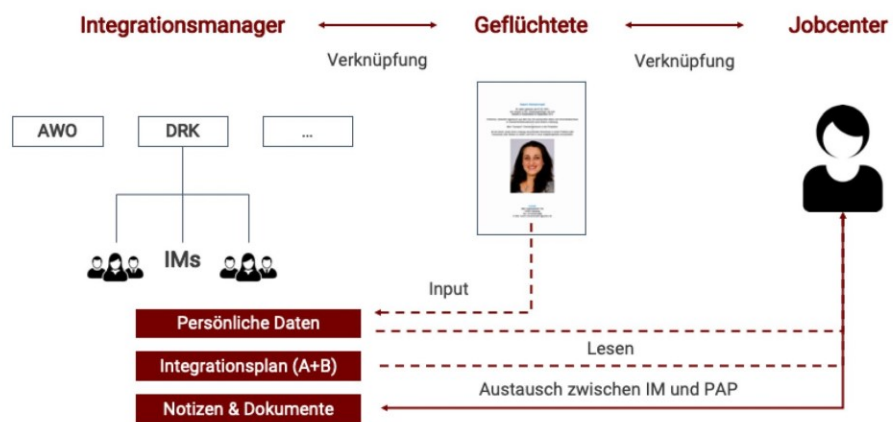 Integrationsmanager
Geflüchtete
Jobcenter
Verknüpfung
Verknüpfung
AWO
DRK
...
IMs
Input
Persönliche Daten
Lesen
Integrationsplan (A+B)
Austausch zwischen IM und PAP
Notizen & Dokumente